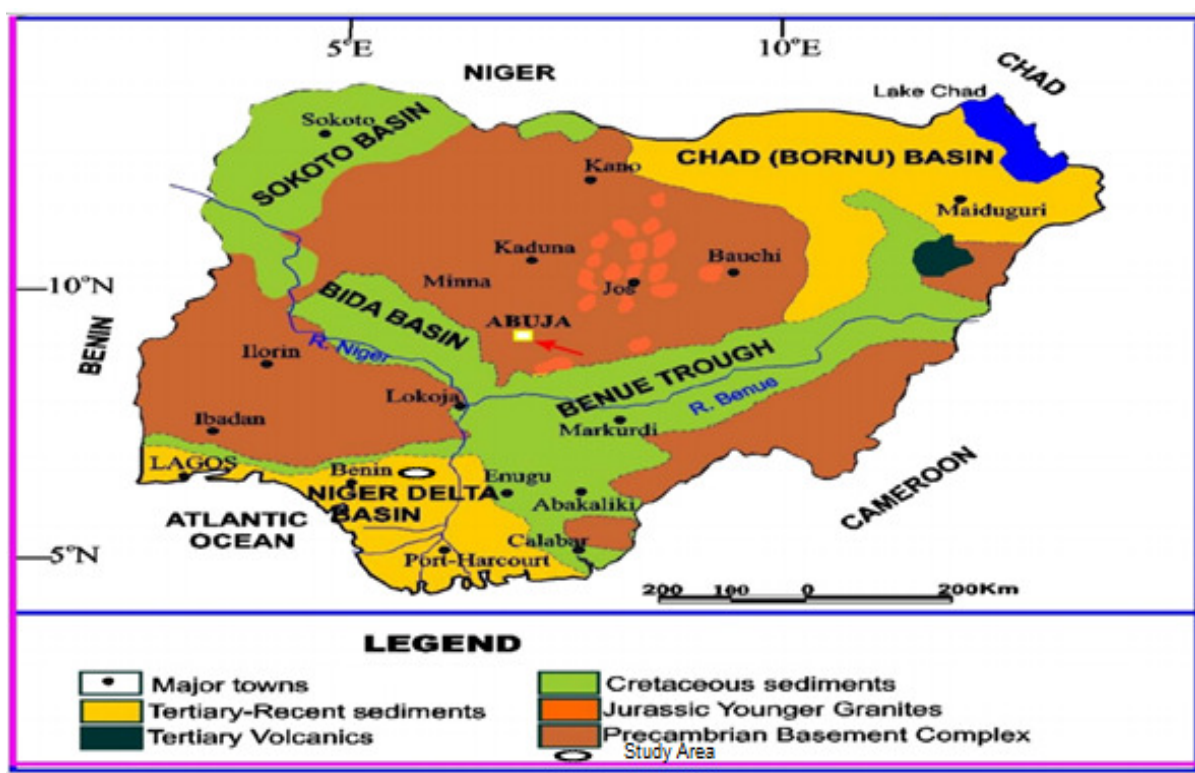 5°E
10°E
NIGER
CHAD
Lake Chad
Sokoto
SOKOTO BASIN
Kano
CHAD (BORNU) BASIN
Maiduguri
Kaduna
Bauchi
Minna
Jos
10°N
BIDA BASIN
ABUJA
BENIN
R. Niger
Ilorin
BENUE TROUGH
R. Benue
Lokoja
Ibadan
Markurdi
LAGOS
Benin
Enugu
CAMEROON
NIGER DELTA
BASIN
Abakaliki
ATLANTIC
OCEAN
Calabar
5°N
Port-Harcourt
200 100 0 200Km
LEGEND
Major towns
Cretaceous sediments
Tertiary-Recent sediments
Jurassic Younger Granites
Tertiary Volcanics
Precambrian Basement Complex
Study Area